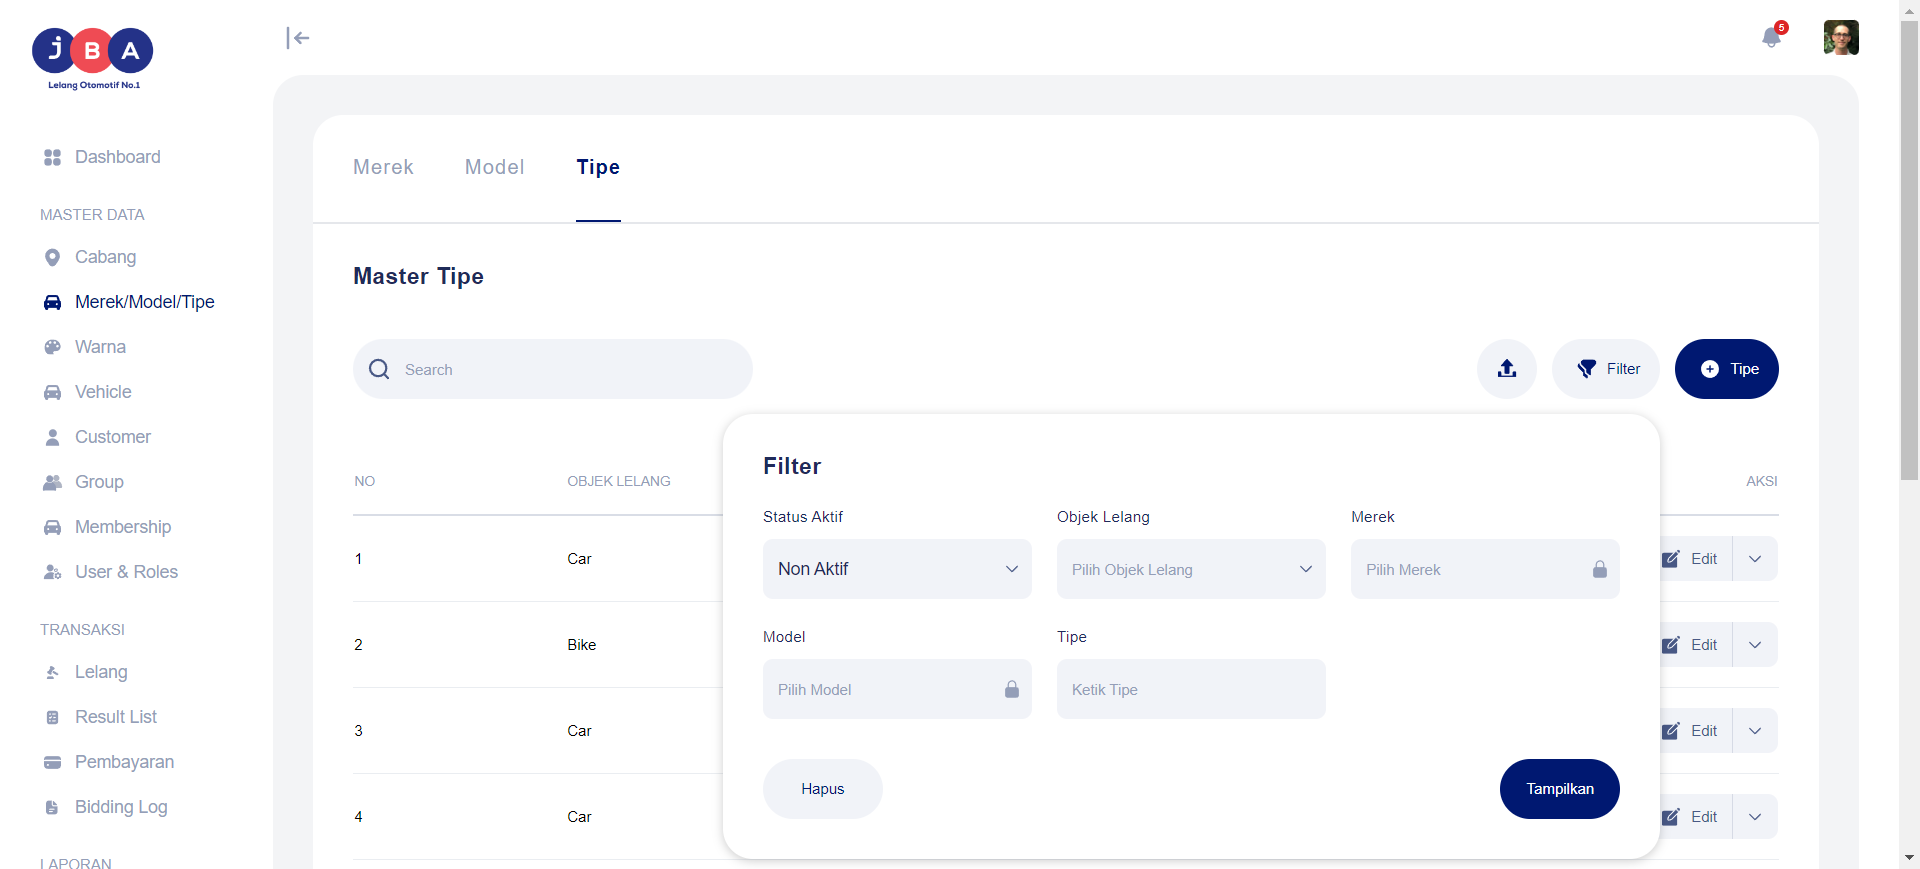 JBA
Lelang Otomotif No.1
5
Dashboard
MASTER DATA
Cabang
Merek/Model/Tipe
Warna
Vehicle
Customer
Group
Membership
User & Roles
TRANSAKSI
Lelang
Result List
Pembayaran
Bidding Log
LAPORAN
Merek Model Tipe
Master Tipe
Search
Filter
Tipe
NO OBJEK LELANG AKSI
1 Car Edit
2 Bike Edit
3 Car Edit
4 Car Edit
Filter
Status Aktif Objek Lelang Merek
Non Aktif Pilih Objek Lelang Pilih Merek
Model Tipe
Pilih Model Ketik Tipe
Hapus Tampilkan